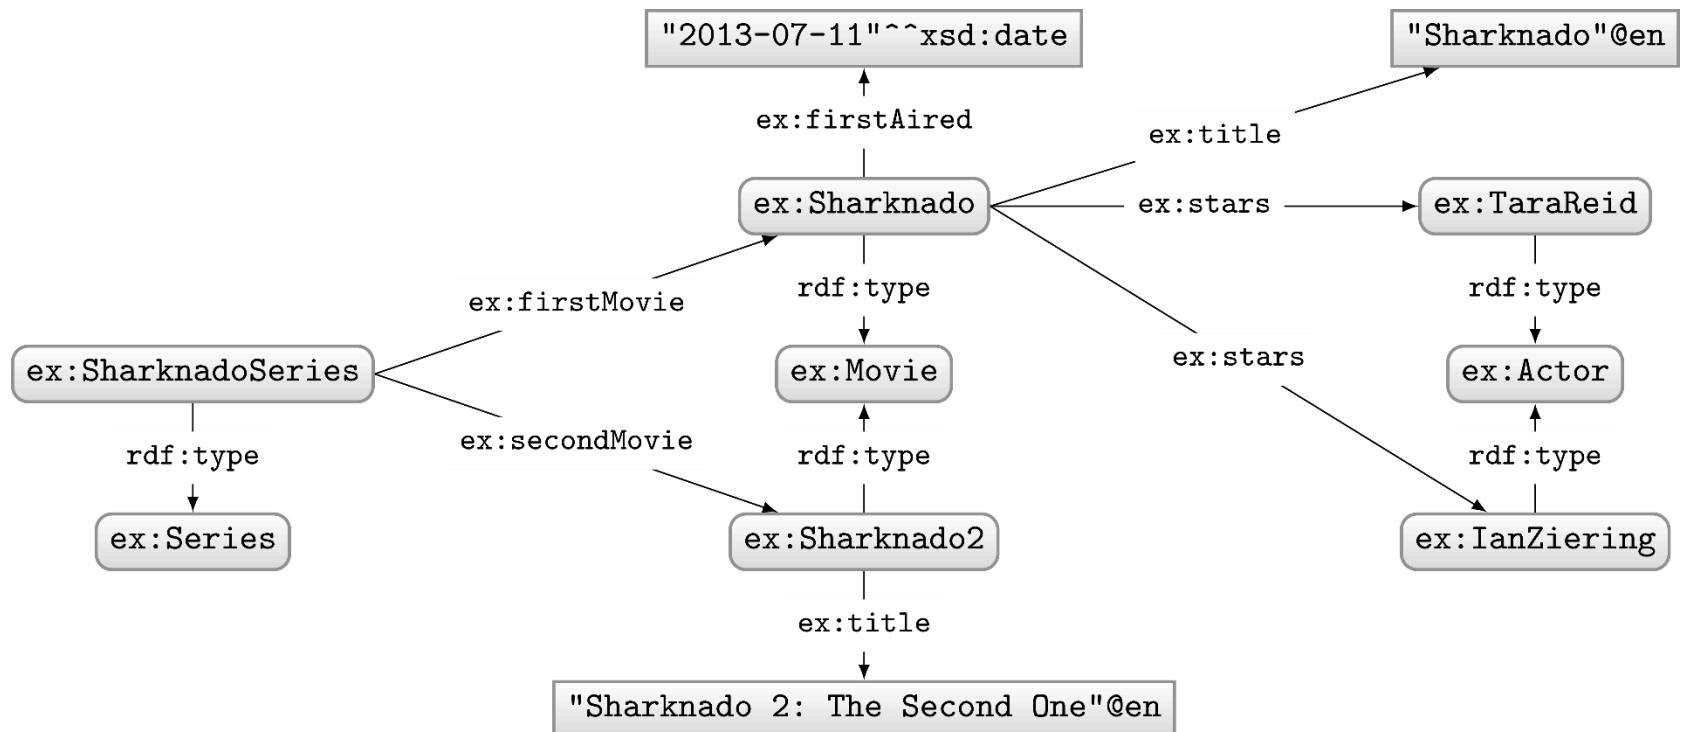 "2013-07-11"^^xsd:date
"Sharknado"@en
ex:firstAired
ex:title
ex:Sharknado
ex:stars
ex:TaraReid
rdf:type
rdf:type
ex:firstMovie
ex:stars
ex:SharknadoSeries
ex:Movie
ex:Actor
ex:secondMovie
rdf:type
rdf:type
rdf:type
ex:Series
ex:Sharknado2
ex:IanZiering
ex:title
"Sharknado 2: The Second One"@en